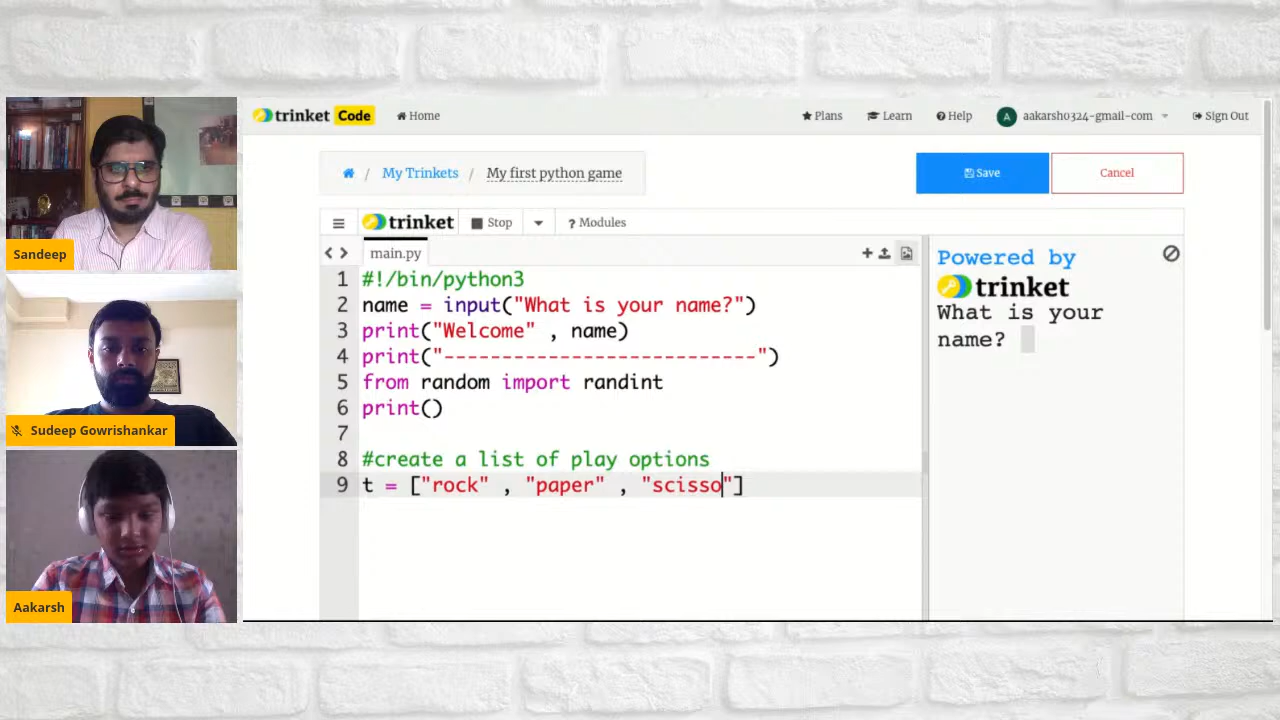 trinket Code Home Plans Learn ? Help A aakarsh0324-gmail-com Sign Out
/ My Trinkets / My first python game Save Cancel
trinket Stop ? Modules
main.py
1 #!/bin/python3
2 name = input("What is your name?")
3 print("Welcome" , name)
4 print("---------------------------")
5 from random import randint
6 print()
7
8 #create a list of play options
9 t = ["rock" , "paper" , "scisso"]
Powered by
trinket
What is your
name?
Sandeep
Sudeep Gowrishankar
Aakarsh